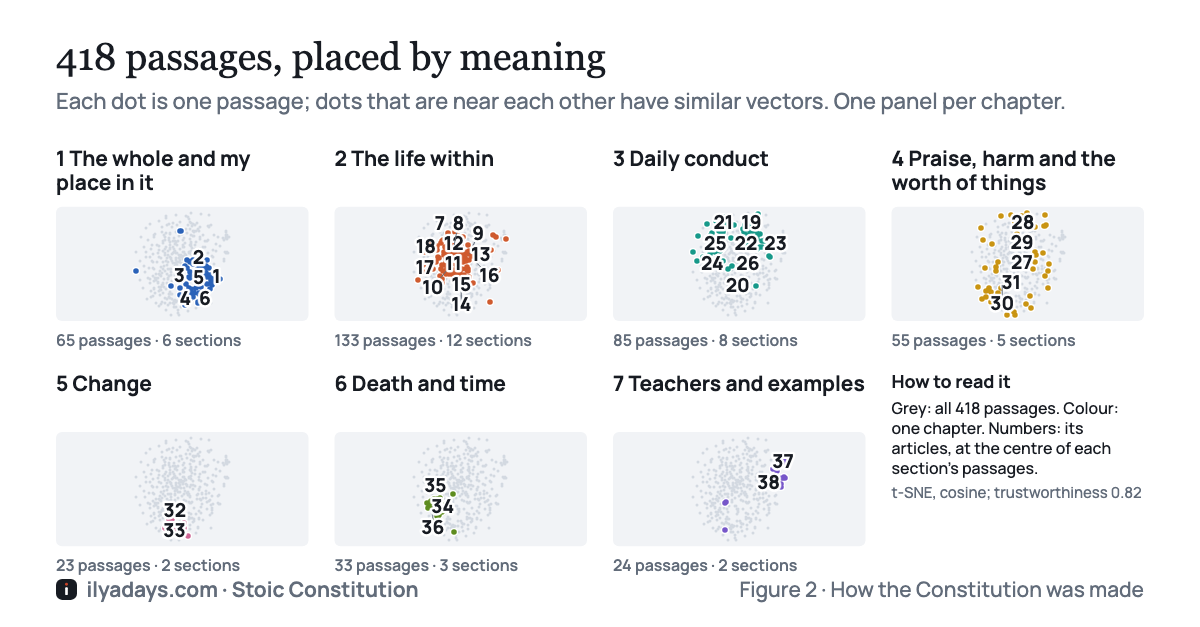 418 passages, placed by meaning
Each dot is one passage; dots that are near each other have similar vectors. One panel per chapter.
1 The whole and my
place in it
2 The life within
3 Daily conduct
4 Praise, harm and the
worth of things
2
3 5 1
4 6
7 8
9
18 12
13
17 11
16
10 15
14
21 19
25 22 23
24 26
20
28
29
27
31
30
65 passages · 6 sections
133 passages · 12 sections
85 passages · 8 sections
55 passages · 5 sections
5 Change
6 Death and time
7 Teachers and examples
How to read it
Grey: all 418 passages. Colour:
one chapter. Numbers: its
articles, at the centre of each
section's passages.
t-SNE, cosine; trustworthiness 0.82
32
33
35
34
36
37
38
23 passages · 2 sections
33 passages · 3 sections
24 passages · 2 sections
ilyadays.com · Stoic Constitution
Figure 2 · How the Constitution was made